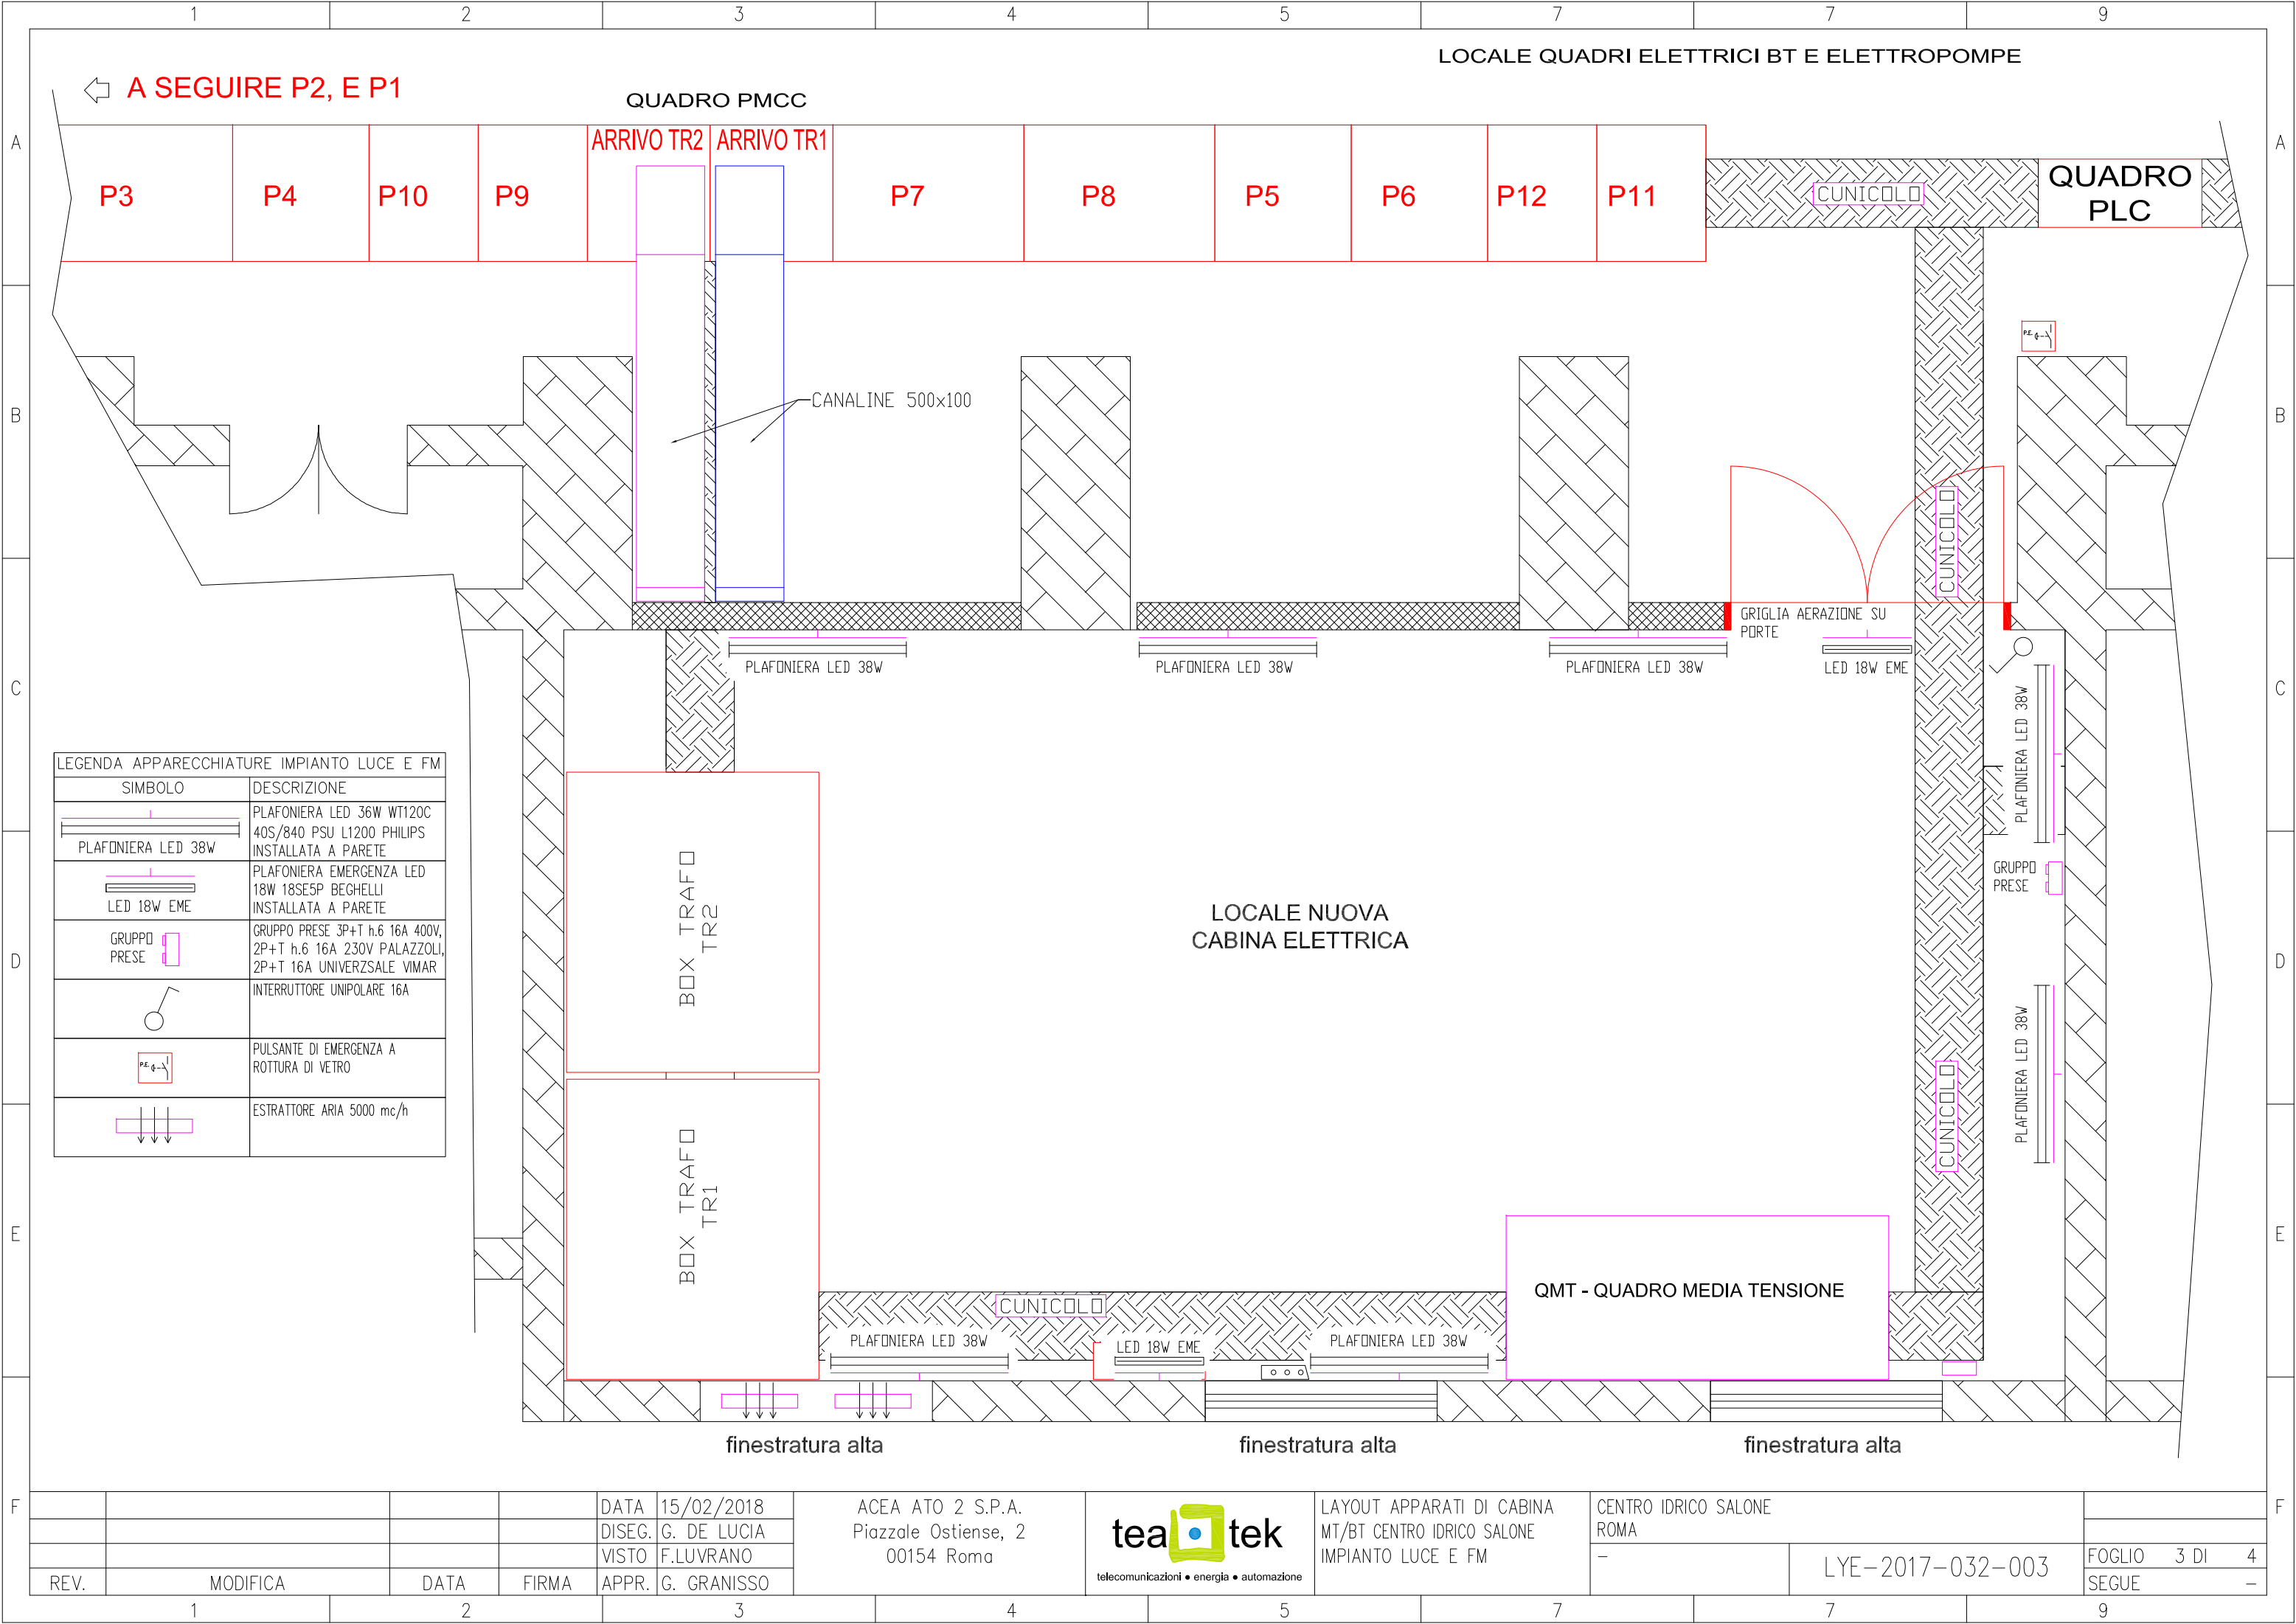 1 2 3 4 5 7 7 9
LOCALE QUADRI ELETTRICI BT E ELETTROPOMPE
A SEGUIRE P2, E P1
QUADRO PMCC
A A
ARRIVO TR2 ARRIVO TR1
P3 P4 P10 P9 P7 P8 P5 P6 P12 P11
CUNICOLO
QUADRO
PLC
P.E.
B B
CANALINE 500x100
CUNICOLO
GRIGLIA AERAZIONE SU
PORTE
C C
PLAFONIERA LED 38W
PLAFONIERA LED 38W
PLAFONIERA LED 38W
LED 18W EME
PLAFONIERA LED 38W
LEGENDA APPARECCHIATURE IMPIANTO LUCE E FM
SIMBOLO DESCRIZIONE
PLAFONIERA LED 38W
PLAFONIERA LED 36W WT120C
40S/840 PSU L1200 PHILIPS
INSTALLATA A PARETE
LED 18W EME
PLAFONIERA EMERGENZA LED
18W 18SE5P BEGHELLI
INSTALLATA A PARETE
GRUPPO
PRESE
GRUPPO PRESE 3P+T h.6 16A 400V,
2P+T h.6 16A 230V PALAZZOLI,
2P+T 16A UNIVERZSALE VIMAR
INTERRUTTORE UNIPOLARE 16A
P.E.
PULSANTE DI EMERGENZA A
ROTTURA DI VETRO
ESTRATTORE ARIA 5000 mc/h
BOX TRAFO
TR2
LOCALE NUOVA
CABINA ELETTRICA
GRUPPO
PRESE
D D
PLAFONIERA LED 38W
CUNICOLO
BOX TRAFO
TR1
E E
QMT - QUADRO MEDIA TENSIONE
CUNICOLO
PLAFONIERA LED 38W
LED 18W EME
PLAFONIERA LED 38W
finestratura alta
finestratura alta
finestratura alta
F F
REV. MODIFICA DATA FIRMA
DATA 15/02/2018
DISEG. G. DE LUCIA
VISTO F.LUVRANO
APPR. G. GRANISSO
ACEA ATO 2 S.P.A.
Piazzale Ostiense, 2
00154 Roma
tea tek
telecomunicazioni • energia • automazione
LAYOUT APPARATI DI CABINA
MT/BT CENTRO IDRICO SALONE
IMPIANTO LUCE E FM
CENTRO IDRICO SALONE
ROMA
-
LYE-2017-032-003
FOGLIO 3 DI 4
SEGUE -
1 2 3 4 5 7 7 9